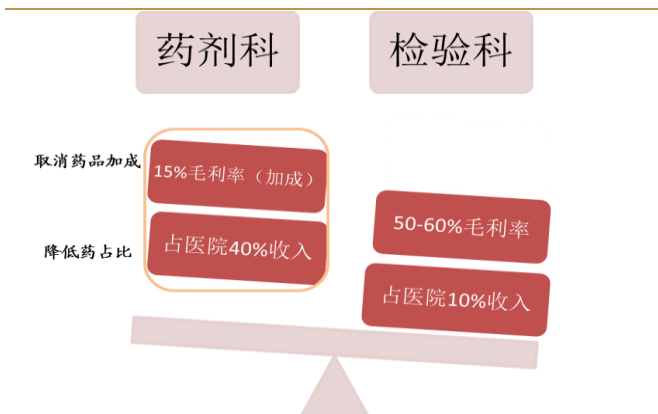 药剂科
检验科
取消药品加成
15%毛利率（加成）
50-60%毛利率
降低药占比
占医院40%收入
占医院10%收入